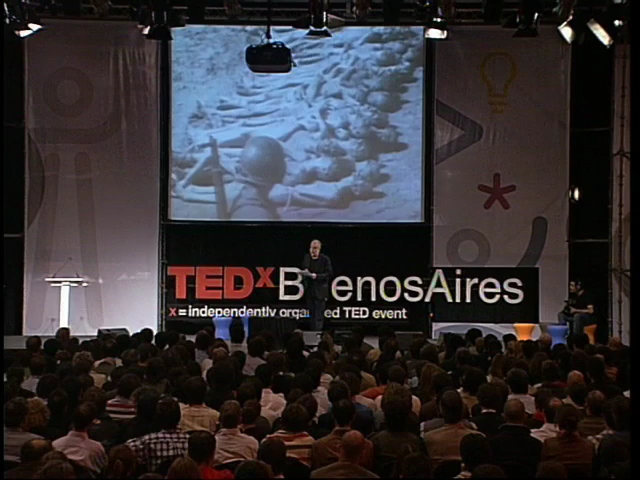 TEDxBuenosAires
x = independently organized TED event